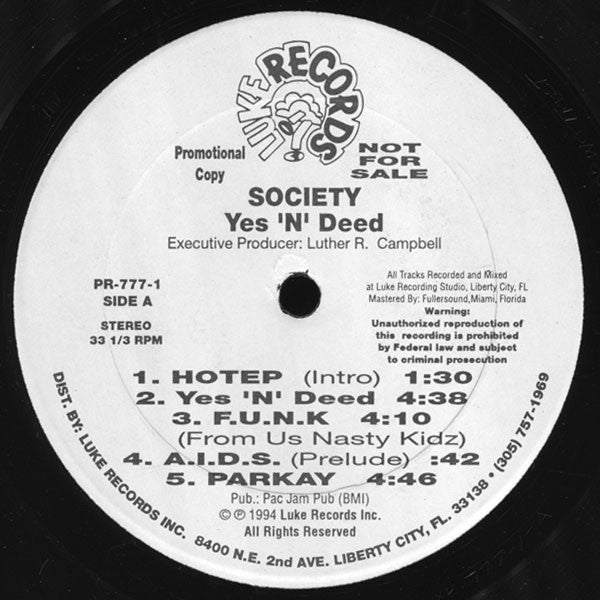 LUKE RECORDS
Promotional
Copy
NOT
FOR
SALE
SOCIETY
Yes 'N' Deed
Executive Producer: Luther R. Campbell
PR-777-1
SIDE A
STEREO
33 1/3 RPM
All Tracks Recorded and Mixed
at Luke Recording Studio, Liberty City, FL
Mastered By: Fullersound,Miami, Florida
Warning:
Unauthorized reproduction of
this recording is prohibited
by Federal law and subject
to criminal prosecution
1. HOTEP (Intro) 1:30
2. Yes 'N' Deed 4:38
3. F.U.N.K 4:10
(From Us Nasty Kidz)
4. A.I.D.S. (Prelude) :42
5. PARKAY 4:46
Pub.: Pac Jam Pub (BMI)
© ℗ 1994 Luke Records Inc.
All Rights Reserved
DIST. BY: LUKE RECORDS INC. 8400 N.E. 2nd AVE. LIBERTY CITY, FL. 33138 • (305) 757-1969